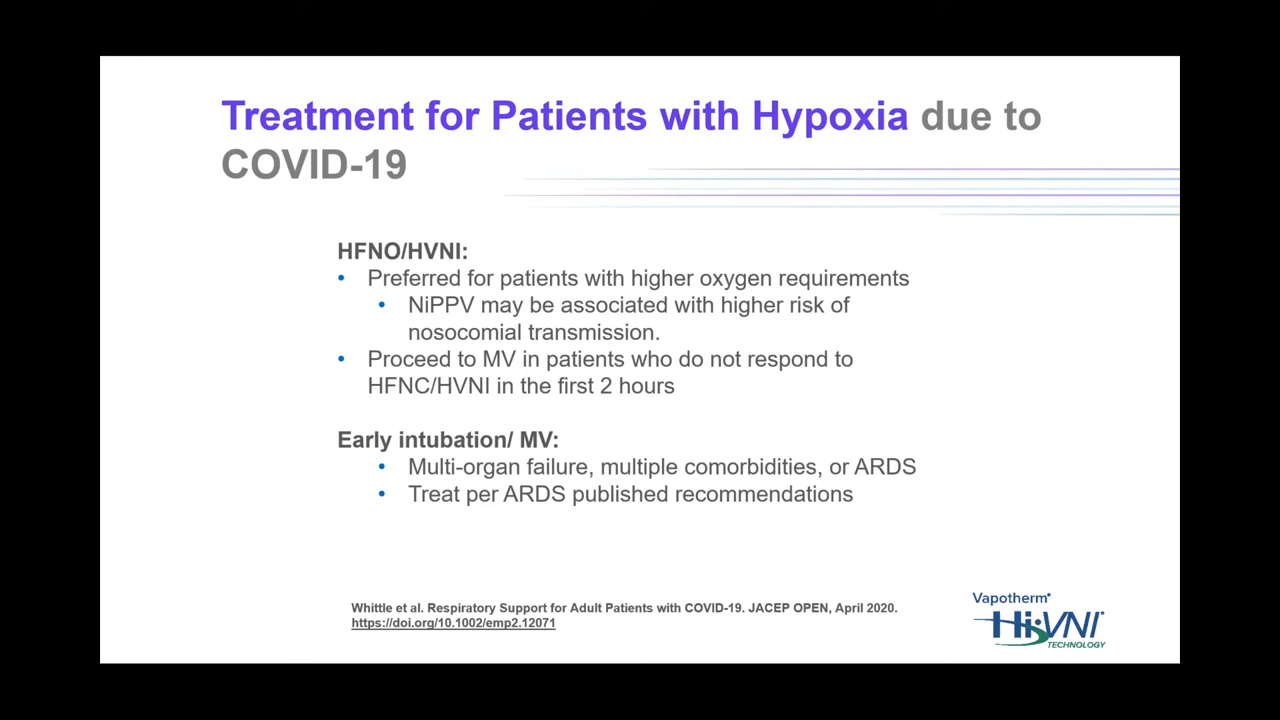 Treatment for Patients with Hypoxia due to
COVID-19
HFNO/HVNI:
• Preferred for patients with higher oxygen requirements
• NiPPV may be associated with higher risk of
nosocomial transmission.
• Proceed to MV in patients who do not respond to
HFNC/HVNI in the first 2 hours
Early intubation/ MV:
• Multi-organ failure, multiple comorbidities, or ARDS
• Treat per ARDS published recommendations
Whittle et al. Respiratory Support for Adult Patients with COVID-19. JACEP OPEN, April 2020.
https://doi.org/10.1002/emp2.12071
Vapotherm®
Hi-VNI®
TECHNOLOGY